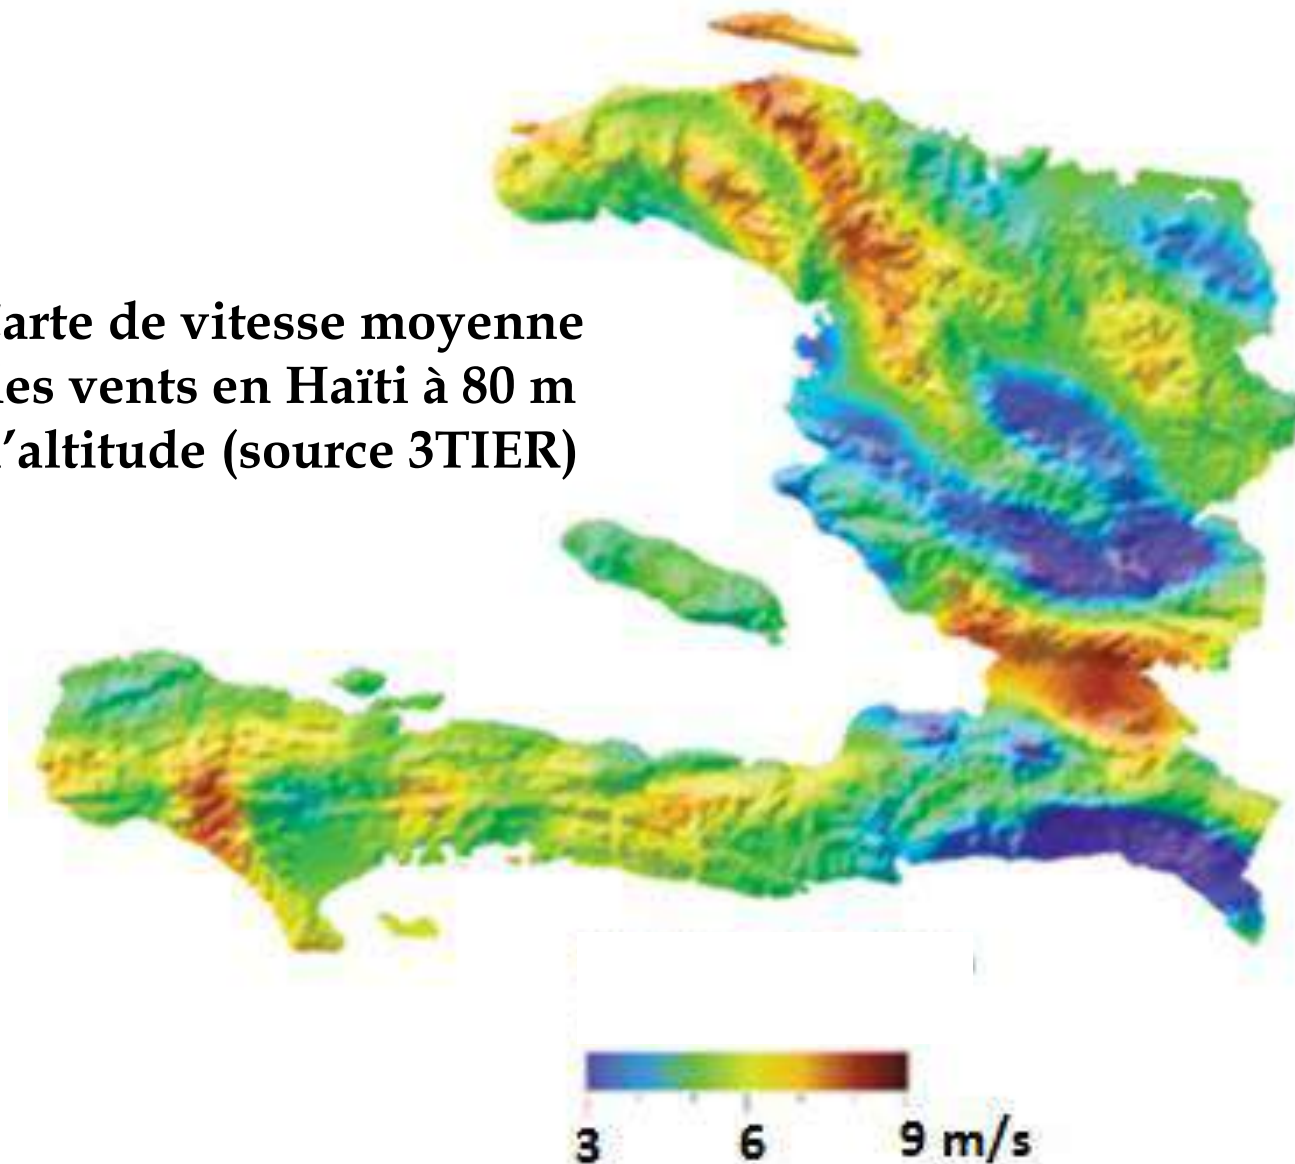 arte de vitesse moyenne
es vents en Haïti à 80 m
'altitude (source 3TIER)
3 6 9 m/s